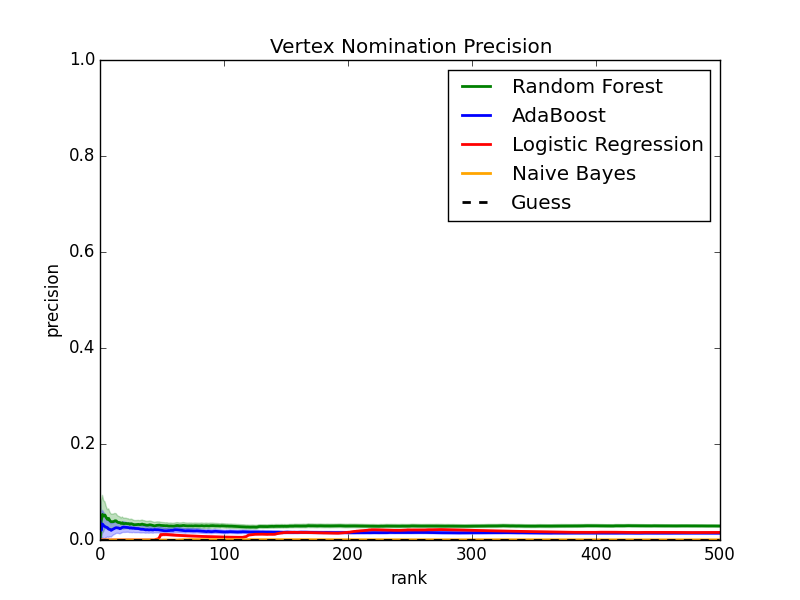 Vertex Nomination Precision
1.0
0.8
0.6
0.4
0.2
0.0
precision
Random Forest
AdaBoost
Logistic Regression
Naive Bayes
Guess
0 100 200 300 400 500
rank